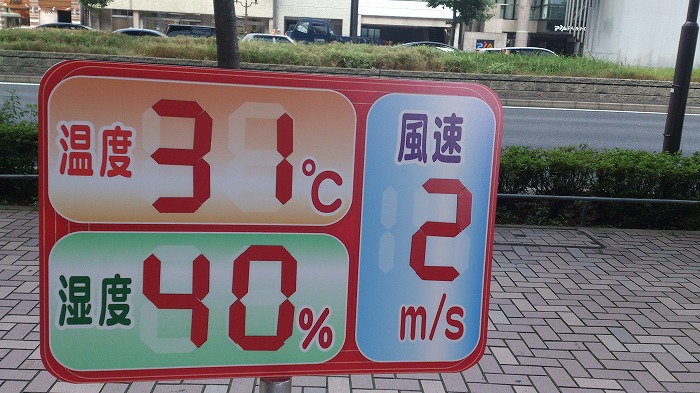 温度 31 ℃
湿度 40 %
風速
2
m/s